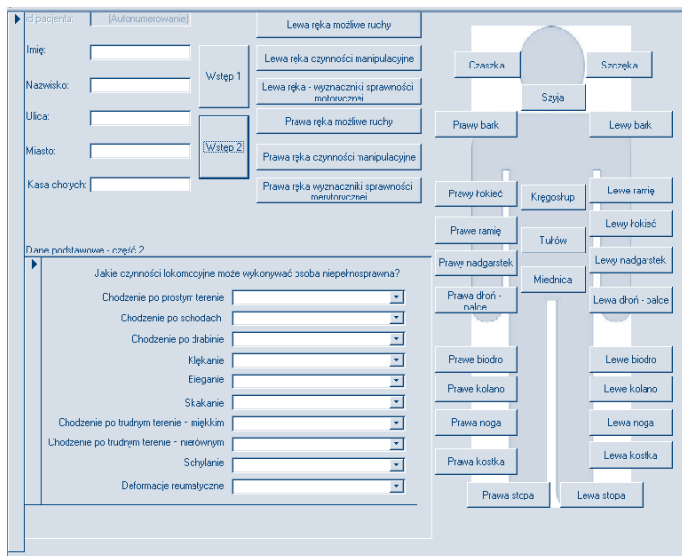 id pacjenta:
(Autonumerowanie)
Imię:
Nazwisko:
Ulica:
Miasto:
Kasa chorych:
Wstęp 1
Wstęp 2
Lewa ręka możliwe ruchy
Lewa ręka czynności manipulacyjne
Lewa ręka - wyznaczniki sprawności
motorycznej
Prawa ręka możliwe ruchy
Prawa ręka czynności manipulacyjne
Prawa ręka wyznaczniki sprawności
merytorycznej
Dane podstawowe - część 2
Jakie czynności lokomocyjne może wykonywać osoba niepełnosprawna?
Chodzenie po prostym terenie
Chodzenie po schodach
Chodzenie po drabinie
Klękanie
Bieganie
Skakanie
Chodzenie po trudnym terenie - miękkim
Chodzenie po trudnym terenie - nierównym
Schylanie
Deformacje reumatyczne
Czaszka
Szczęka
Szyja
Prawy bark
Lewy bark
Prawy łokieć
Kręgosłup
Lewe ramię
Prawe ramię
Tułów
Lewy łokieć
Prawy nadgarstek
Miednica
Lewy nadgarstek
Prawa dłoń -
palce
Lewa dłoń - palce
Prawe biodro
Lewe biodro
Prawe kolano
Lewe kolano
Prawa noga
Lewa noga
Prawa kostka
Lewa kostka
Prawa stopa
Lewa stopa